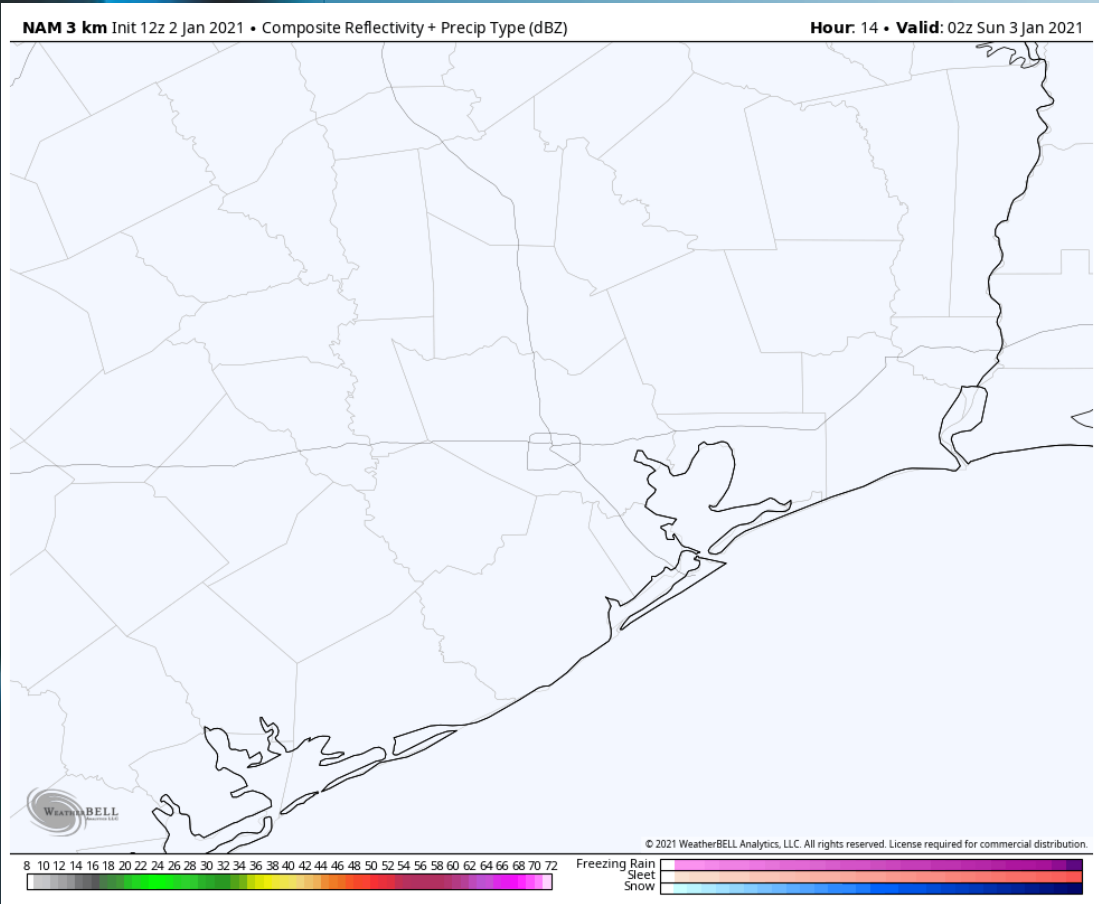 NAM 3 km Init 12z 2 Jan 2021 • Composite Reflectivity + Precip Type (dBZ) Hour: 14 • Valid: 02z Sun 3 Jan 2021
WEATHERBELL
Analytics LLC
© 2021 WeatherBELL Analytics, LLC. All rights reserved. License required for commercial distribution.
8 10 12 14 16 18 20 22 24 26 28 30 32 34 36 38 40 42 44 46 48 50 52 54 56 58 60 62 64 66 68 70 72
Freezing Rain
Sleet
Snow